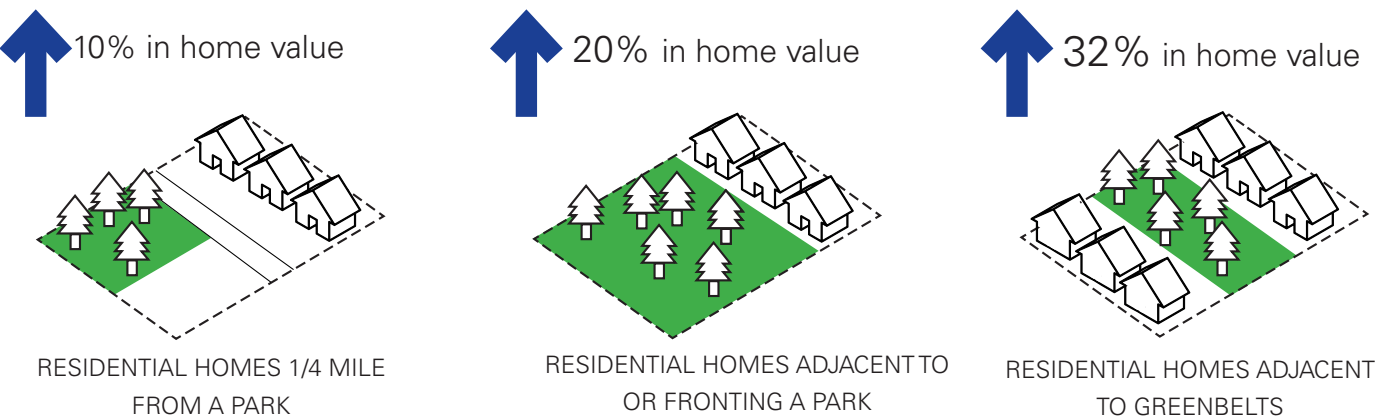 10% in home value
20% in home value
32% in home value
RESIDENTIAL HOMES 1/4 MILE
FROM A PARK
RESIDENTIAL HOMES ADJACENT TO
OR FRONTING A PARK
RESIDENTIAL HOMES ADJACENT
TO GREENBELTS